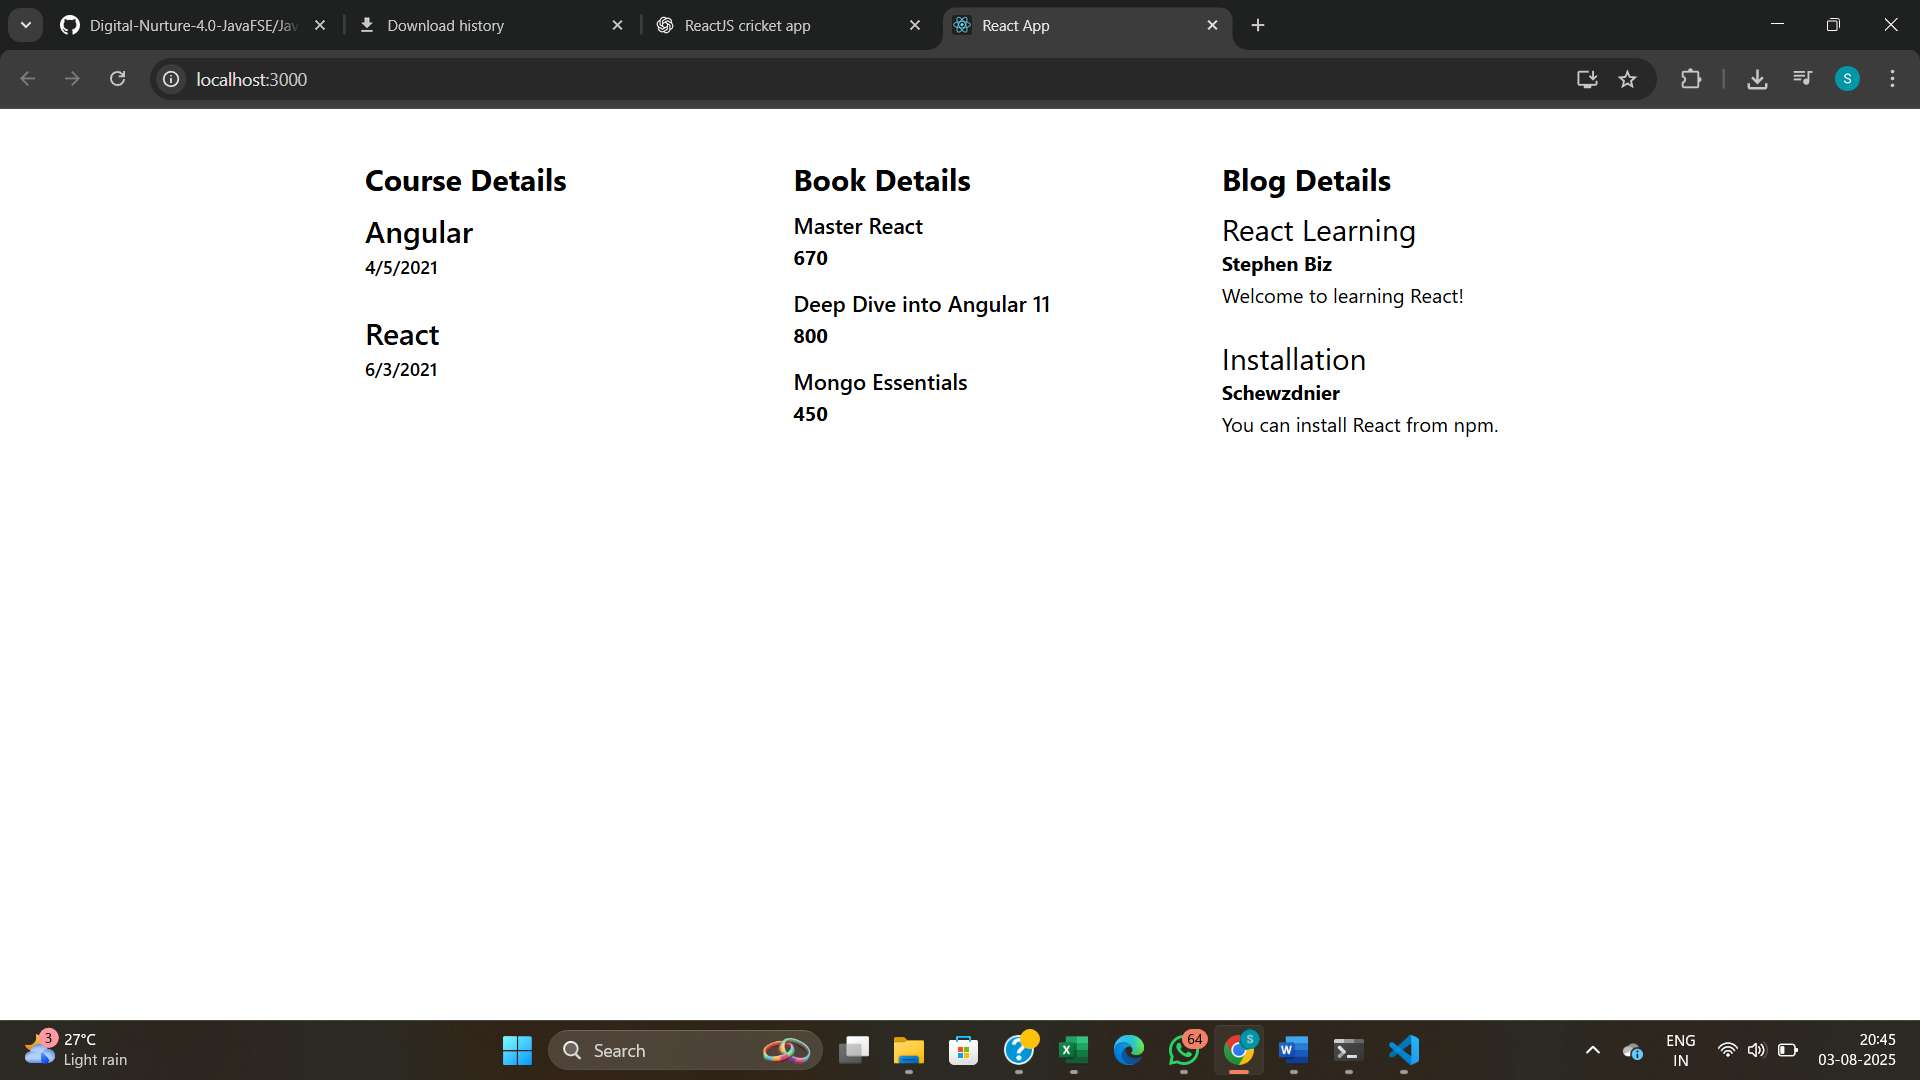 Digital-Nurture-4.0-JavaFSE/Jav
Download history
ReactJS cricket app
React App
localhost:3000
S
Course Details
Angular
4/5/2021
React
6/3/2021
Book Details
Master React
670
Deep Dive into Angular 11
800
Mongo Essentials
450
Blog Details
React Learning
Stephen Biz
Welcome to learning React!
Installation
Schewzdnier
You can install React from npm.
3
27°C
Light rain
Search
64
S
ENG
IN
20:45
03-08-2025